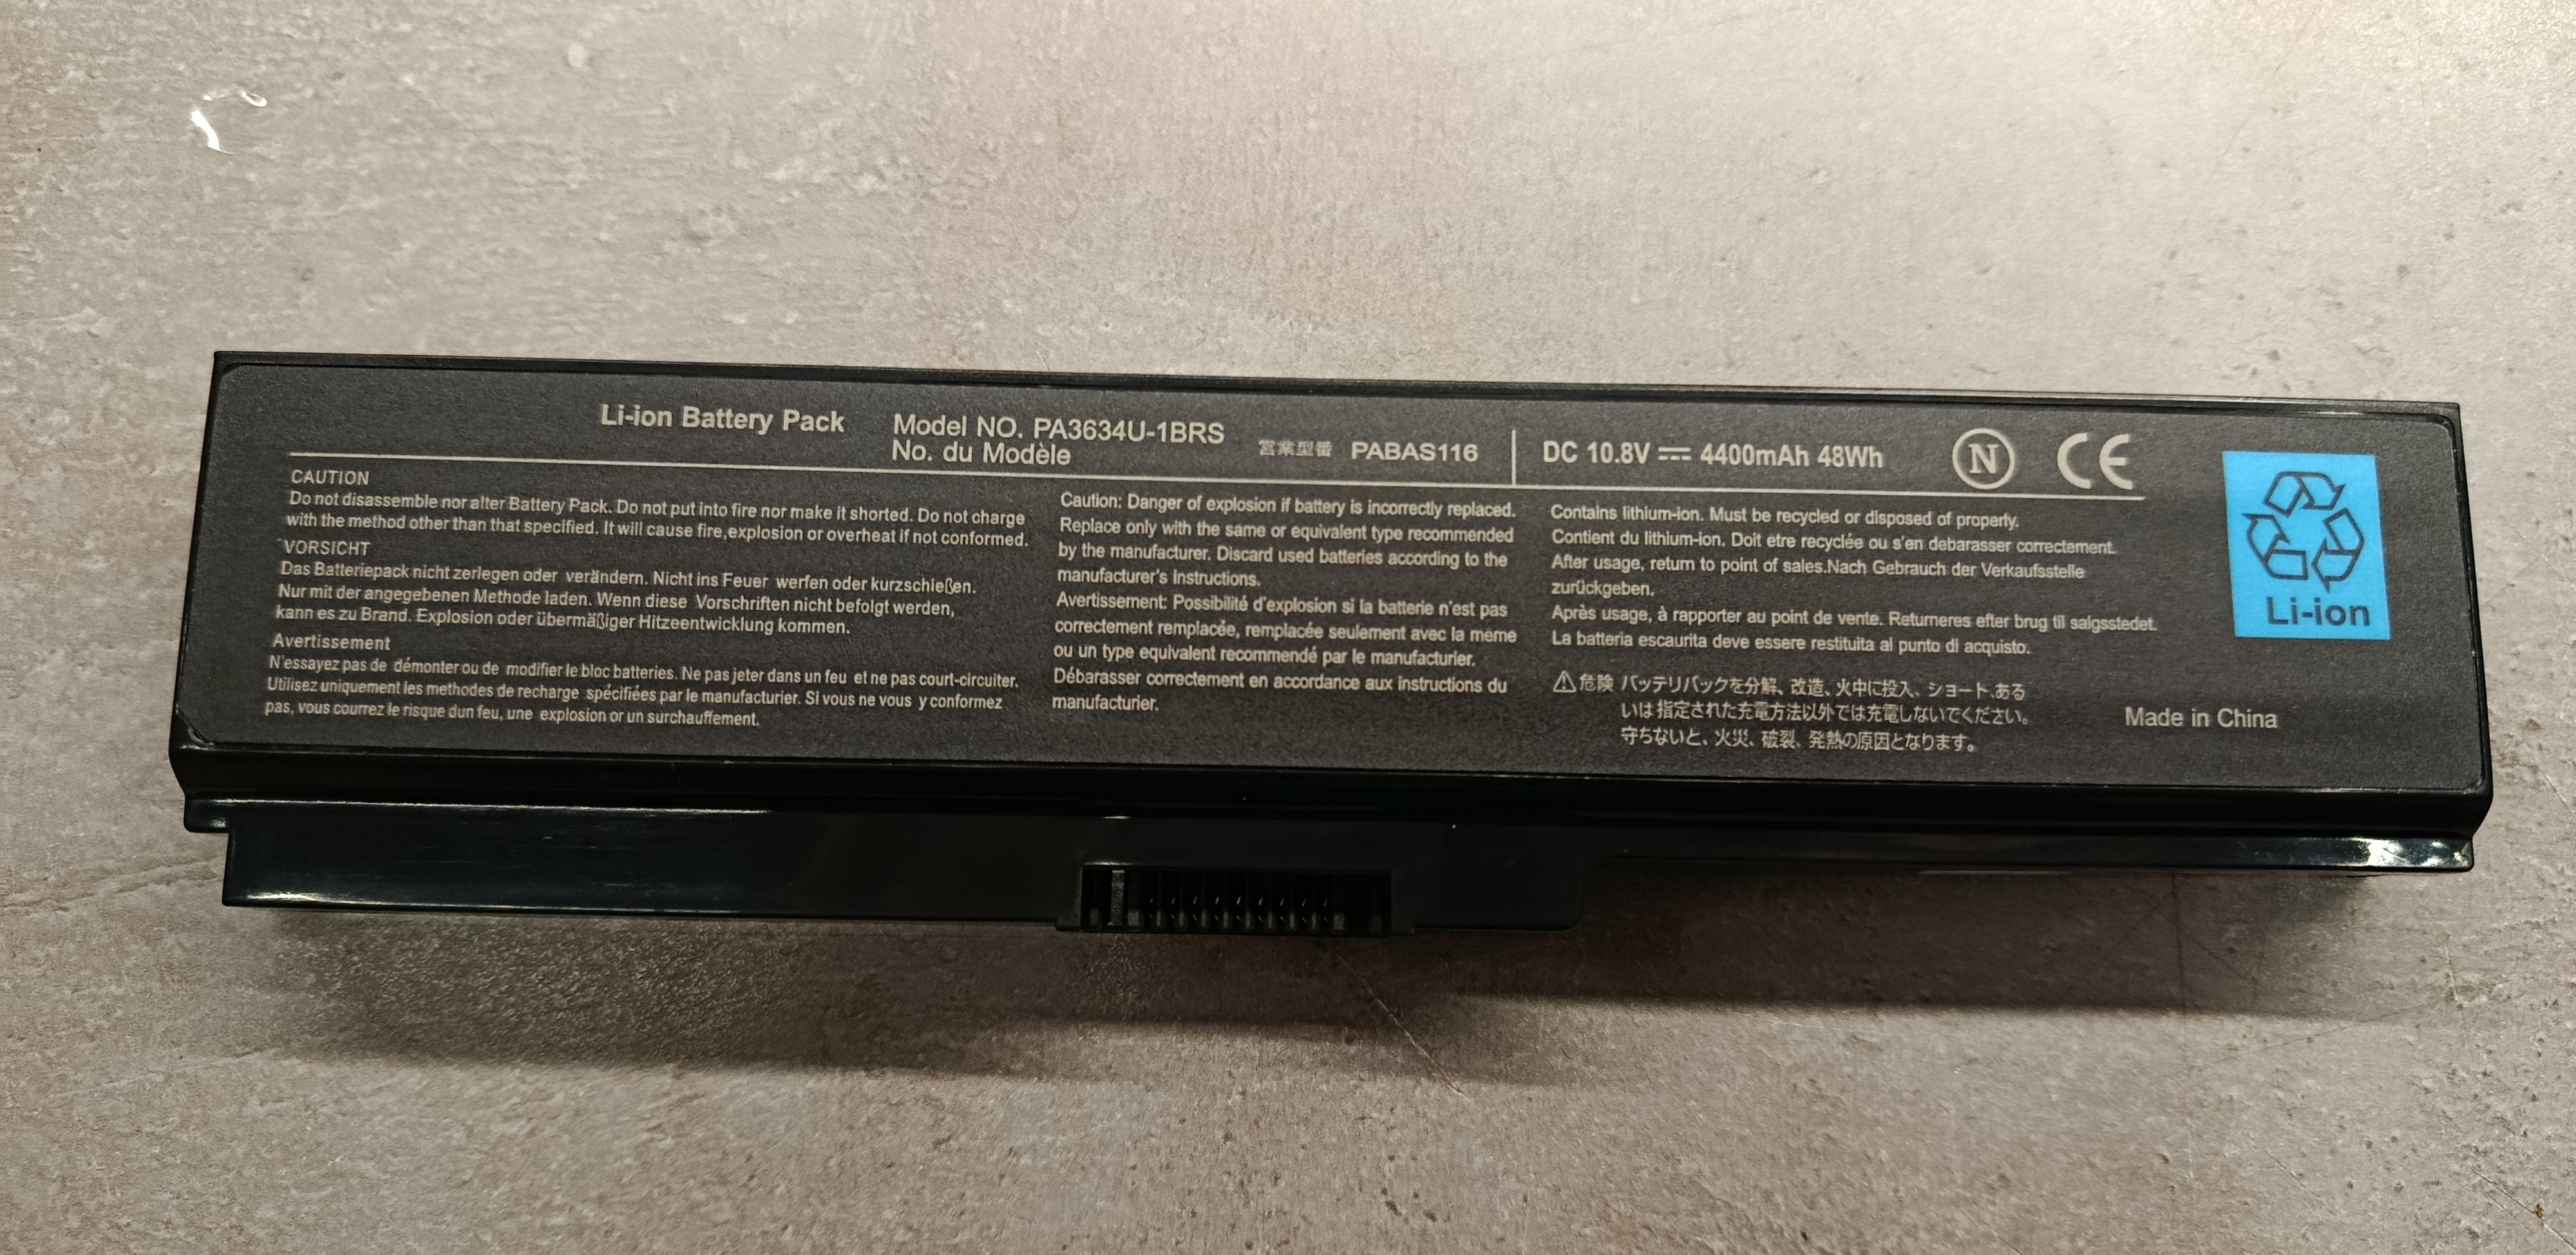 Li-ion Battery Pack
Model NO. PA3634U-1BRS
No. du Modèle
営業型番 PABAS116
DC 10.8V 4400mAh 48Wh
N CE
CAUTION
Do not disassemble nor alter Battery Pack. Do not put into fire nor make it shorted. Do not charge
with the method other than that specified. It will cause fire,explosion or overheat if not conformed.
VORSICHT
Das Batteriepack nicht zerlegen oder verändern. Nicht ins Feuer werfen oder kurzschießen.
Nur mit der angegebenen Methode laden. Wenn diese Vorschriften nicht befolgt werden,
kann es zu Brand. Explosion oder übermäßiger Hitzeentwicklung kommen.
Avertissement
N'essayez pas de démonter ou de modifier le bloc batteries. Ne pas jeter dans un feu et ne pas court-circuiter.
Utilisez uniquement les methodes de recharge spécifiées par le manufacturier. Si vous ne vous y conformez
pas, vous courrez le risque dun feu, une explosion or un surchauffement.
Caution: Danger of explosion if battery is incorrectly replaced.
Replace only with the same or equivalent type recommended
by the manufacturer. Discard used batteries according to the
manufacturer's instructions.
Avertissement: Possibilité d'explosion si la batterie n'est pas
correctement remplacée, remplacée seulement avec la meme
ou un type equivalent recommendé par le manufacturier.
Débarasser correctement en accordance aux instructions du
manufacturier.
Contains lithium-ion. Must be recycled or disposed of properly.
Contient du lithium-ion. Doit etre recyclée ou s'en debarasser correctement.
After usage, return to point of sales.Nach Gebrauch der Verkaufsstelle
zurückgeben.
Après usage, à rapporter au point de vente. Returneres efter brug til salgsstedet.
La batteria escaurita deve essere restituita al punto di acquisto.
危険 バッテリパックを分解、改造、火中に投入、ショート、ある
いは指定された充電方法以外では充電しないでください。
守ちないと、火災、破裂、発熱の原因となります。
Li-ion
Made in China